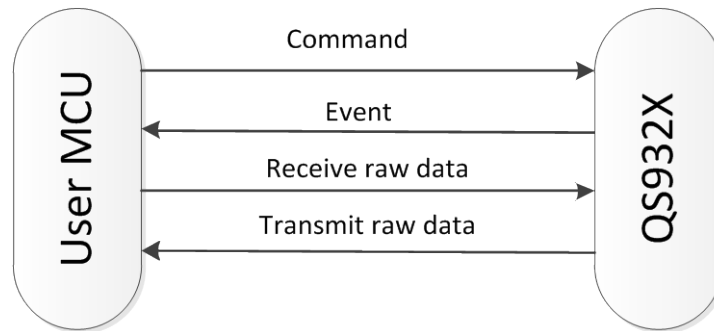 User MCU
Command
Event
Receive raw data
Transmit raw data
QS932X